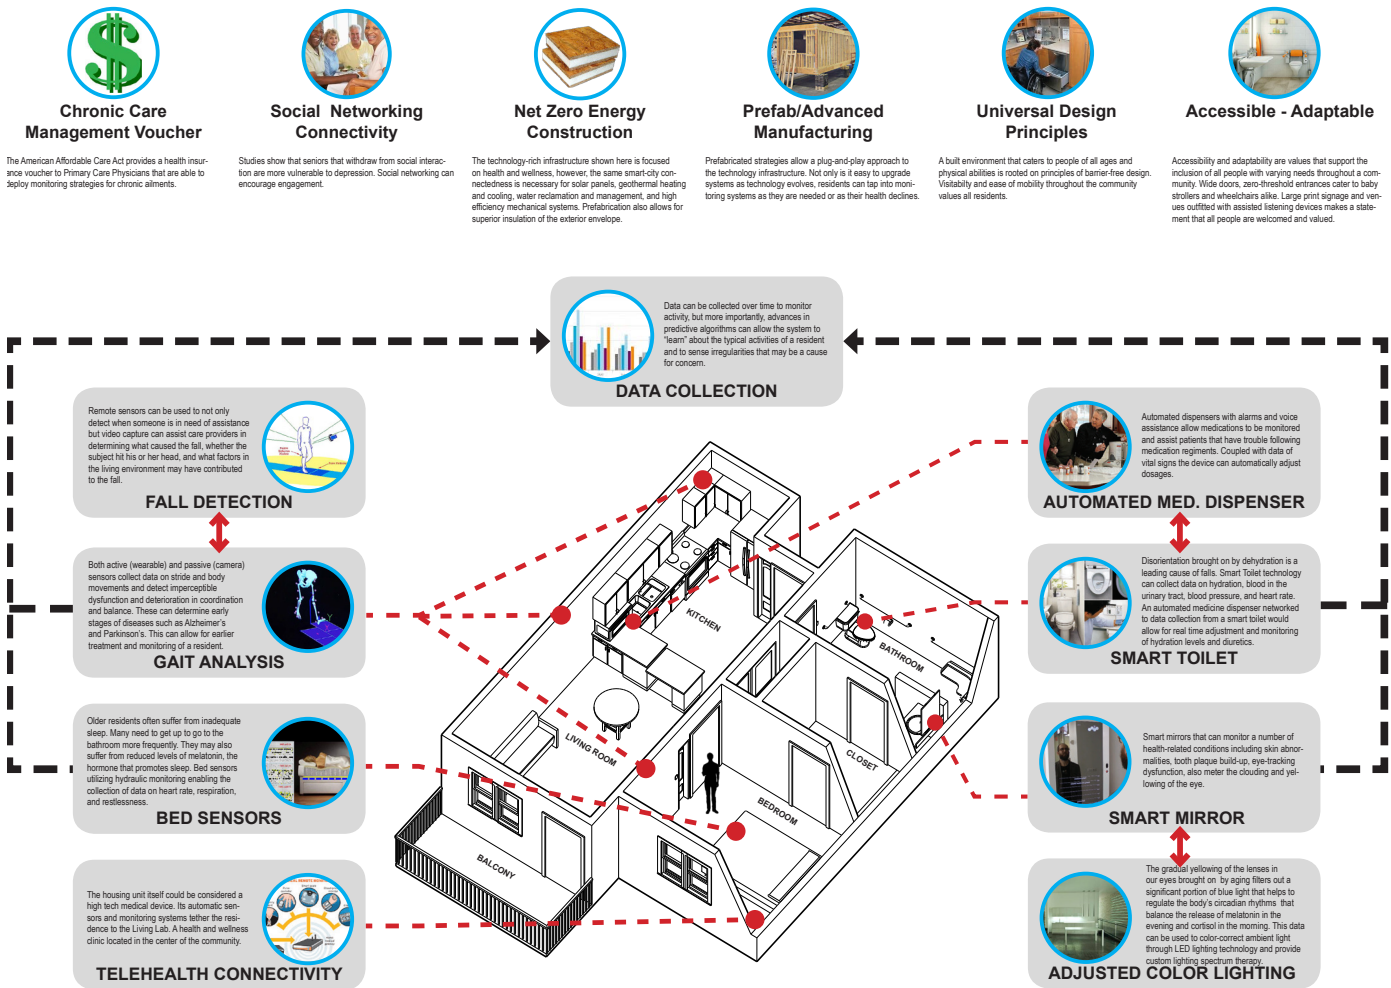 Chronic Care
Management Voucher
The American Affordable Care Act provides a health insur-
ance voucher to Primary Care Physicians that are able to
deploy monitoring strategies for chronic ailments.
Social Networking
Connectivity
Studies show that seniors that withdraw from social interac-
tion are more vulnerable to depression. Social networking can
encourage engagement.
Net Zero Energy
Construction
The technology-rich infrastructure shown here is focused
on health and wellness, however, the same smart-city con-
nectedness is necessary for solar panels, geothermal heating
and cooling, water reclamation and management, and high
efficiency mechanical systems. Prefabrication also allows for
superior insulation of the exterior envelope.
Prefab/Advanced
Manufacturing
Prefabricated strategies allow a plug-and-play approach to
the technology infrastructure. Not only is it easy to upgrade
systems as technology evolves, residents can tap into moni-
toring systems as they are needed or as their health declines.
Universal Design
Principles
A built environment that caters to people of all ages and
physical abilities is rooted on principles of barrier-free design.
Visitabilty and ease of mobility throughout the community
values all residents.
Accessible - Adaptable
Accessibility and adaptability are values that support the
inclusion of all people with varying needs throughout a com-
munity. Wide doors, zero-threshold entrances cater to baby
strollers and wheelchairs alike. Large print signage and ven-
ues outfitted with assisted listening devices makes a state-
ment that all people are welcomed and valued.
Data can be collected over time to monitor
activity, but more importantly, advances in
predictive algorithms can allow the system to
"learn" about the typical activities of a resident
and to sense irregularities that may be a cause
for concern.
DATA COLLECTION
Remote sensors can be used to not only
detect when someone is in need of assistance
but video capture can assist care providers in
determining what caused the fall, whether the
subject hit his or her head, and what factors in
the living environment may have contributed
to the fall.
FALL DETECTION
Both active (wearable) and passive (camera)
sensors collect data on stride and body
movements and detect imperceptible
dysfunction and deterioration in coordination
and balance. These can determine early
stages of diseases such as Alzheimer's
and Parkinson's. This can allow for earlier
treatment and monitoring of a resident.
GAIT ANALYSIS
Older residents often suffer from inadequate
sleep. Many need to get up to go to the
bathroom more frequently. They may also
suffer from reduced levels of melatonin, the
hormone that promotes sleep. Bed sensors
utilizing hydraulic monitoring enabling the
collection of data on heart rate, respiration,
and restlessness.
BED SENSORS
The housing unit itself could be considered a
high tech medical device. Its automatic sen-
sors and monitoring systems tether the resi-
dence to the Living Lab. A health and wellness
clinic located in the center of the community.
TELEHEALTH CONNECTIVITY
KITCHEN
BATHROOM
LIVING ROOM
CLOSET
BEDROOM
BALCONY
Automated dispensers with alarms and voice
assistance allow medications to be monitored
and assist patients that have trouble following
medication regiments. Coupled with data of
vital signs the device can automatically adjust
dosages.
AUTOMATED MED. DISPENSER
Disorientation brought on by dehydration is a
leading cause of falls. Smart Toilet technology
can collect data on hydration, blood in the
urinary tract, blood pressure, and heart rate.
An automated medicine dispenser networked
to data collection from a smart toilet would
allow for real time adjustment and monitoring
of hydration levels and diuretics.
SMART TOILET
Smart mirrors that can monitor a number of
health-related conditions including skin abnor-
malities, tooth plaque build-up, eye-tracking
dysfunction, also meter the clouding and yel-
lowing of the eye.
SMART MIRROR
The gradual yellowing of the lenses in
our eyes brought on by aging filters out a
significant portion of blue light that helps to
regulate the body's circadian rhythms that
balance the release of melatonin in the
evening and cortisol in the morning. This data
can be used to color-correct ambient light
through LED lighting technology and provide
custom lighting spectrum therapy.
ADJUSTED COLOR LIGHTING